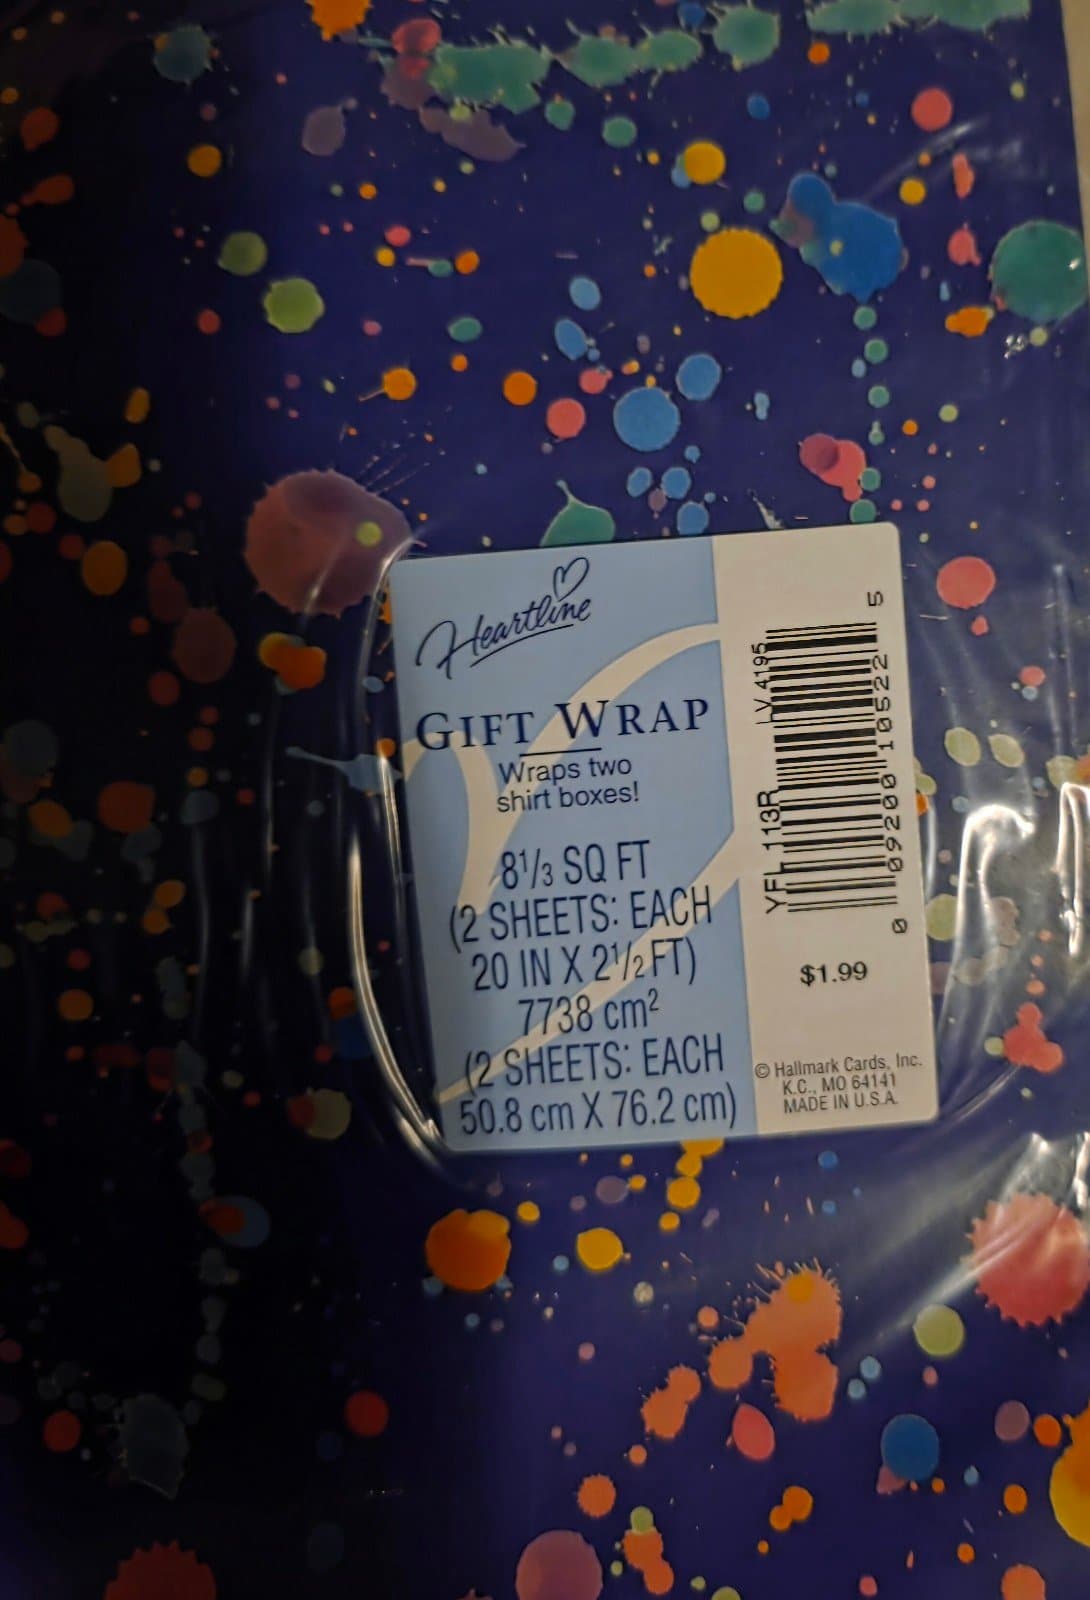 Heartline
GIFT WRAP
Wraps two
shirt boxes!
8 1/3 SQ FT
(2 SHEETS: EACH
20 IN X 2 1/2 FT)
7738 cm²
(2 SHEETS: EACH
50.8 cm X 76.2 cm)
YFL 113R LV 4195
0 09200 10522 5
$1.99
© Hallmark Cards, Inc.
K.C., MO 64141
MADE IN U.S.A.